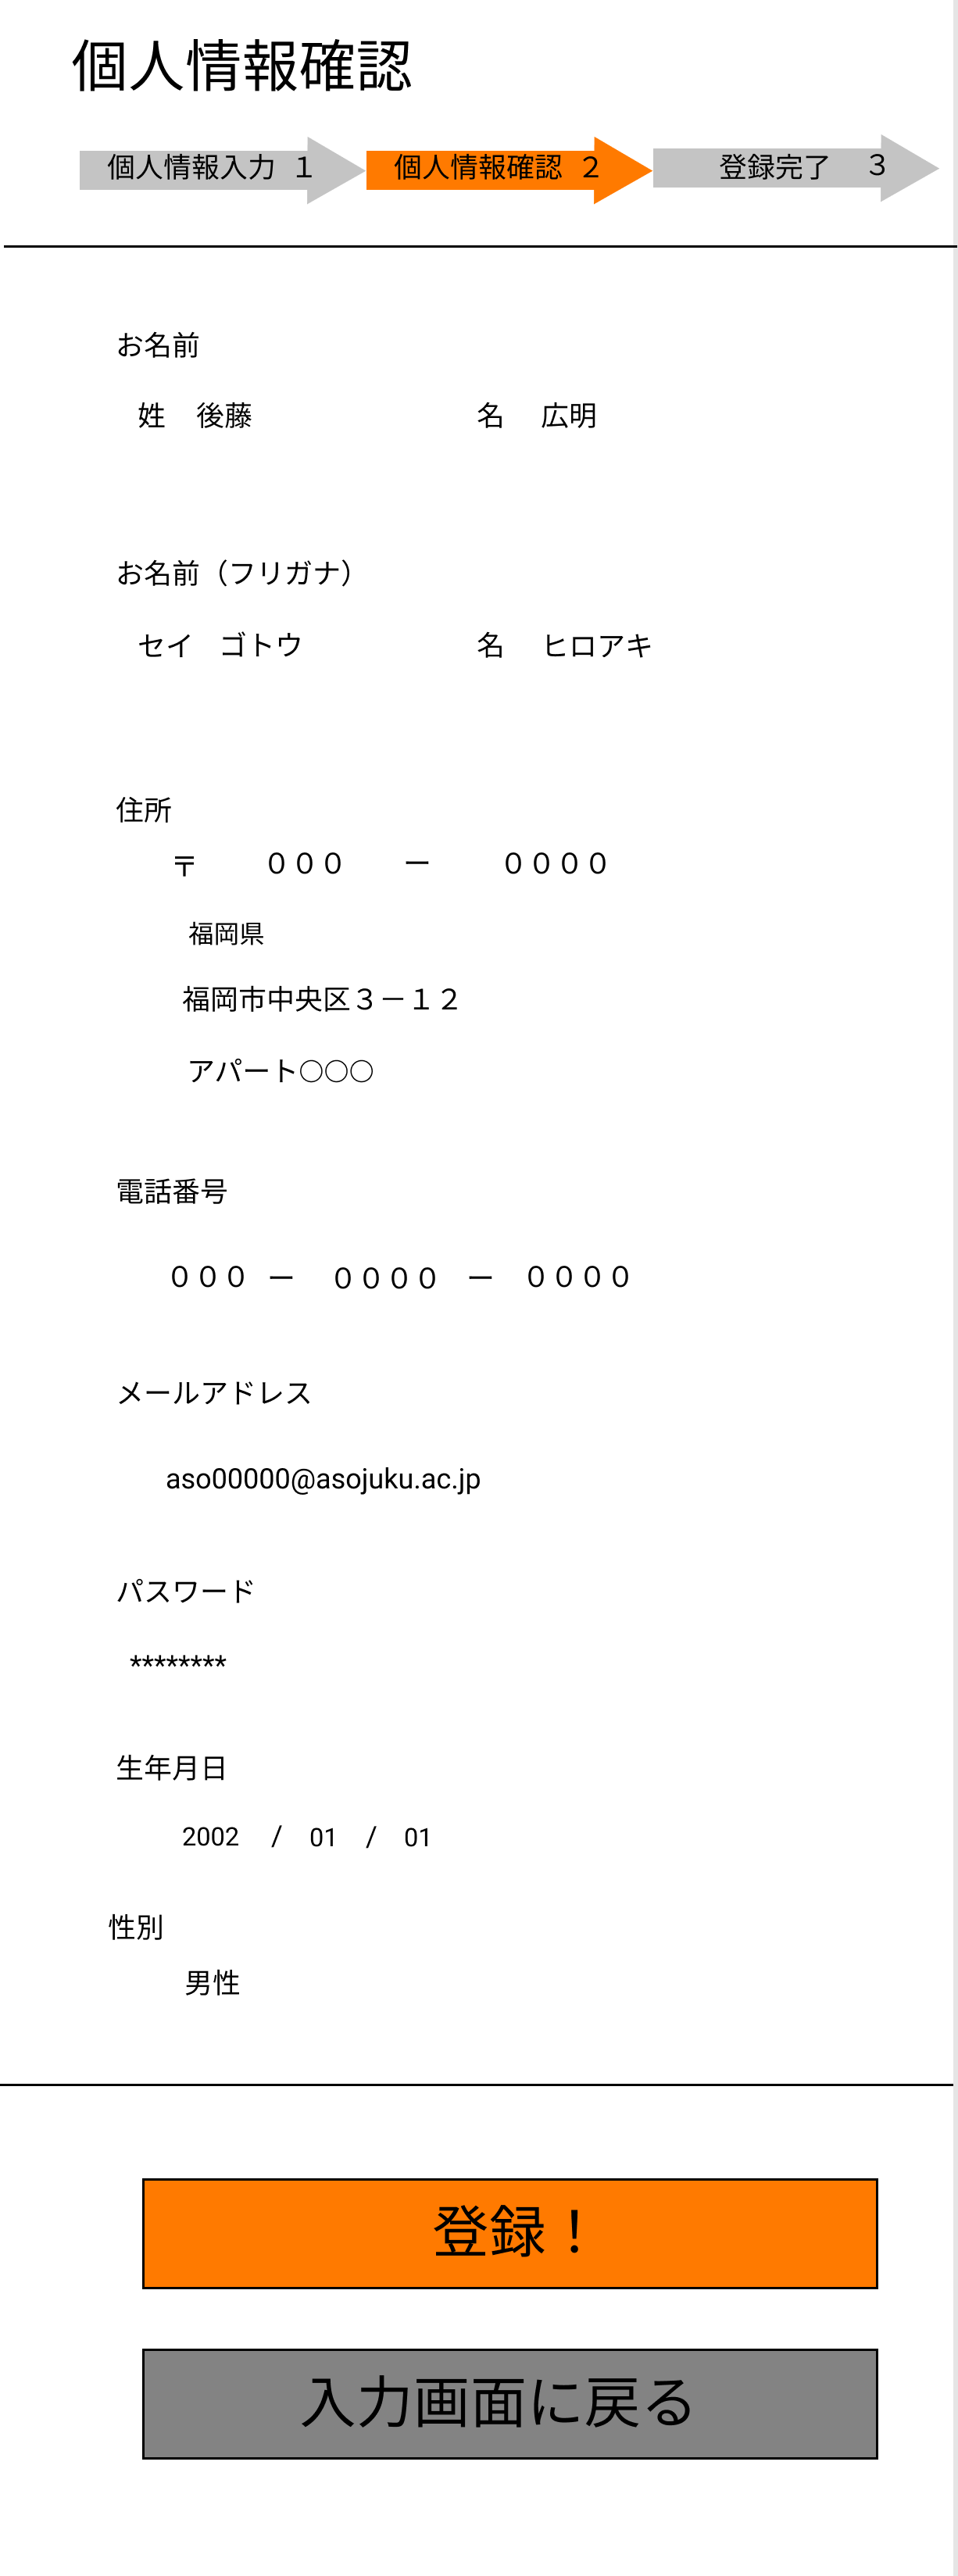 個人情報確認
個人情報入力 １ 個人情報確認 ２ 登録完了 ３
お名前
姓 後藤 名 広明
お名前（フリガナ）
セイ ゴトウ 名 ヒロアキ
住所
〒 ０００ ー ００００
福岡県
福岡市中央区３－１２
アパート○○○
電話番号
０００ ー ００００ ー ００００
メールアドレス
aso00000@asojuku.ac.jp
パスワード
********
生年月日
2002 / 01 / 01
性別
男性
登録！
入力画面に戻る